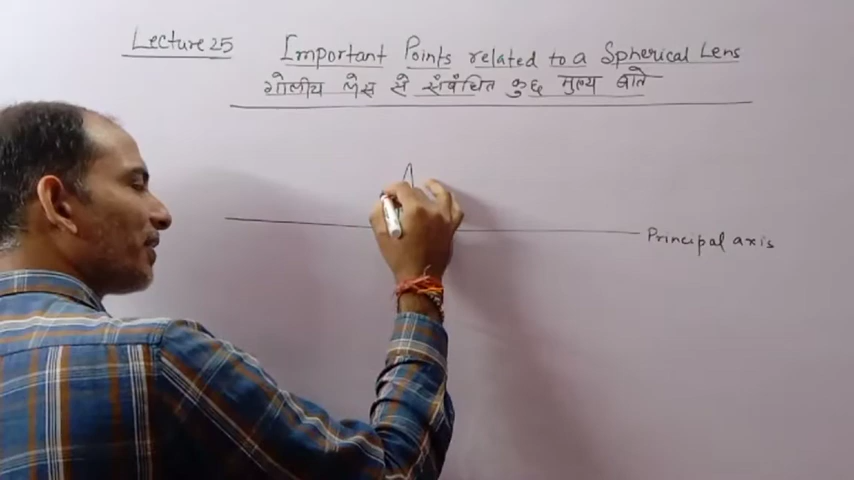 Lecture 25
Important Points related to a Spherical Lens
गोलीय लेंस से संबंधित कुछ मुख्य बातें
Principal axis